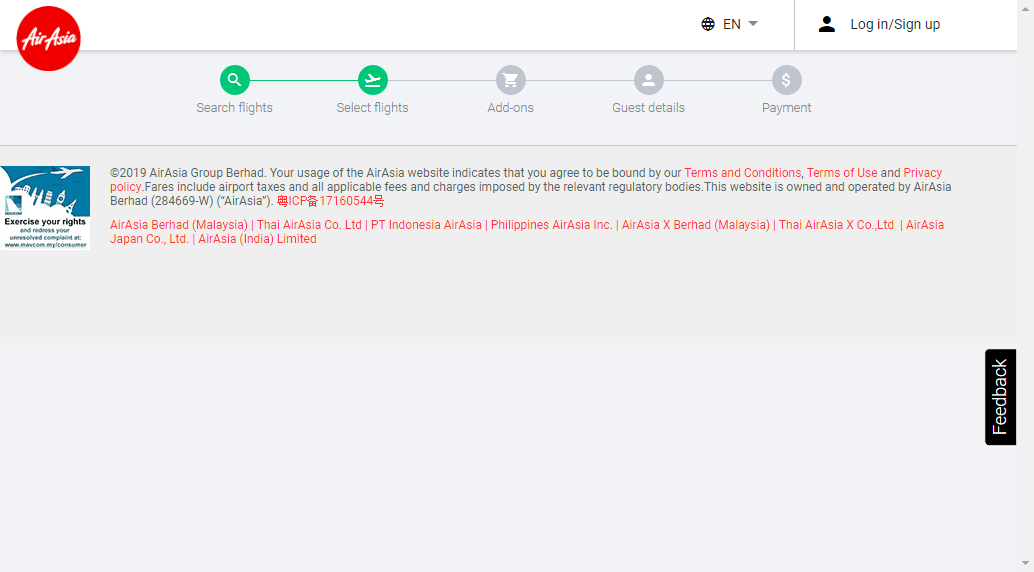 AirAsia
EN
Log in/Sign up
Search flights
Select flights
Add-ons
Guest details
Payment
Exercise your rights
and redress your
unresolved complaint at:
www.mavcom.my/consumer
©2019 AirAsia Group Berhad. Your usage of the AirAsia website indicates that you agree to be bound by our Terms and Conditions, Terms of Use and Privacy
policy.Fares include airport taxes and all applicable fees and charges imposed by the relevant regulatory bodies.This website is owned and operated by AirAsia
Berhad (284669-W) (“AirAsia”). 粤ICP备17160544号
AirAsia Berhad (Malaysia) | Thai AirAsia Co. Ltd | PT Indonesia AirAsia | Philippines AirAsia Inc. | AirAsia X Berhad (Malaysia) | Thai AirAsia X Co.,Ltd | AirAsia
Japan Co., Ltd. | AirAsia (India) Limited
Feedback